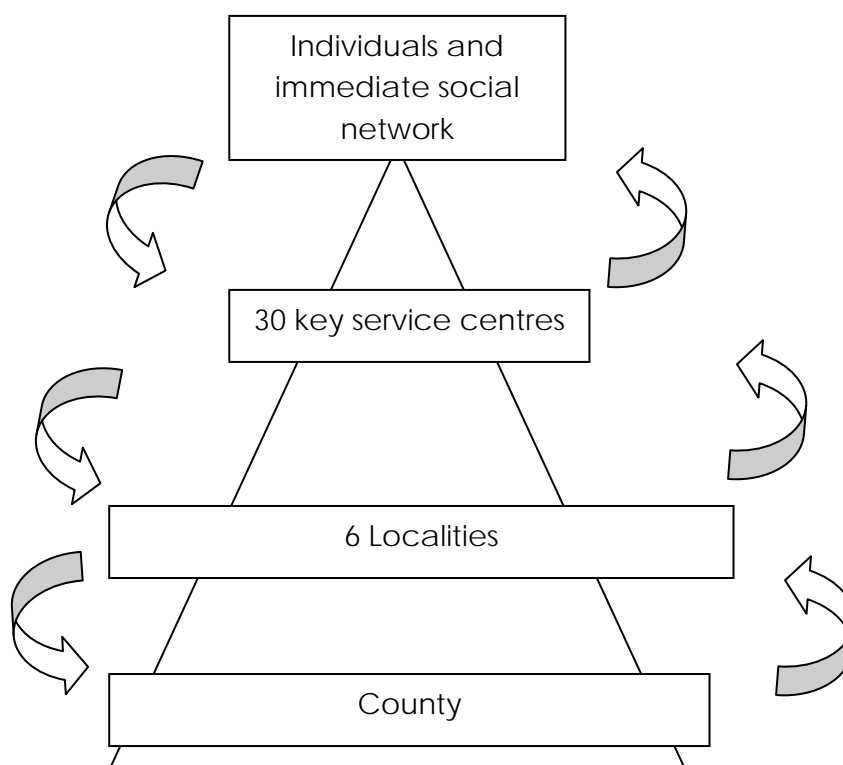 Individuals and
immediate social
network
30 key service centres
6 Localities
County